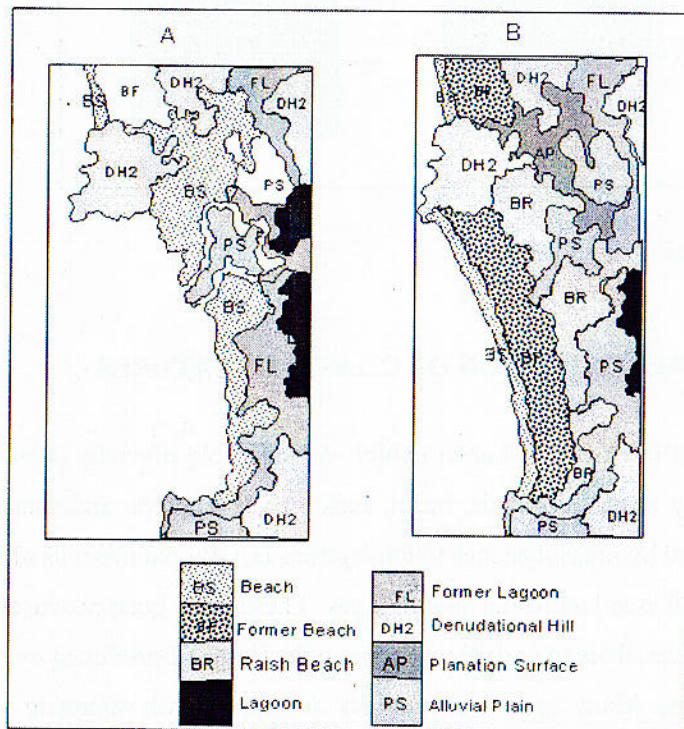 A
B
BS
BF
DH2
FL
DH2
DH2
BS
PS
PS
BS
FL
PS
DH2
BS
DH2
FL
DH2
DH2
AP
BR
PS
PS
BR
BS
PS
BR
PS
DH2
BS Beach
Former Beach
BR Raish Beach
Lagoon
FL Former Lagoon
DH2 Denudational Hill
AP Planation Surface
PS Alluvial Plain